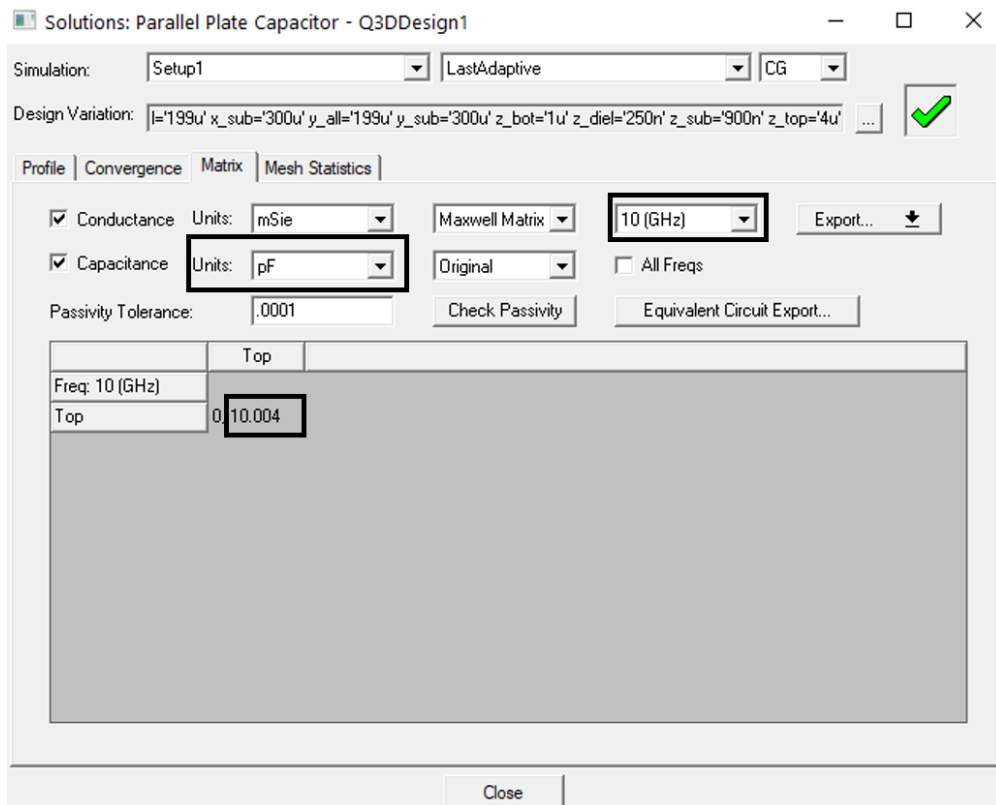 Solutions: Parallel Plate Capacitor - Q3DDesign1
Simulation: Setup1 LastAdaptive CG
Design Variation: l='199u' x_sub='300u' y_all='199u' y_sub='300u' z_bot='1u' z_diel='250n' z_sub='900n' z_top='4u' ...
Profile Convergence Matrix Mesh Statistics
Conductance Units: mSie Maxwell Matrix 10 (GHz) Export...
Capacitance Units: pF Original All Freqs
Passivity Tolerance: .0001 Check Passivity Equivalent Circuit Export...
Top
Freq: 10 (GHz)
Top 0, 10.004
Close